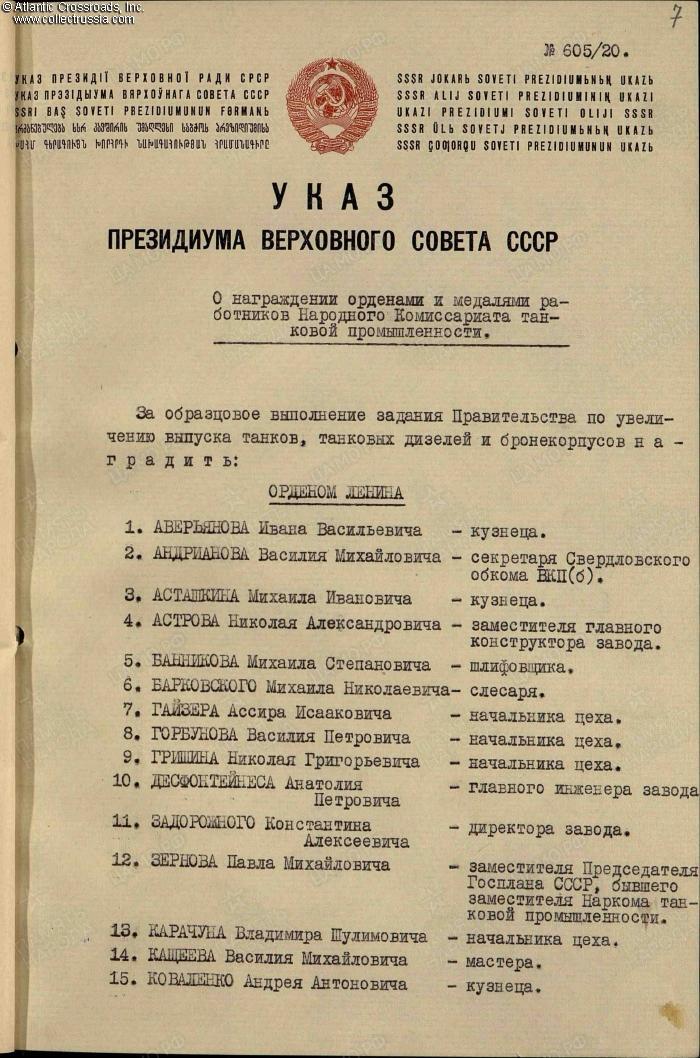 © Atlantic Crossroads, Inc.
www.collectrussia.com
7
№ 605/20.
УКАЗ ПРЕЗИДІЇ ВЕРХОВНОЇ РАДИ СРСР
УКАЗ ПРЭЗІДЫУМА ВЯРХОЎНАГА СОВЕТА СССР
SSRI BAŞ SOVETI PREZIDIUMUNUN FƏRMANЬ
SSSR JOKARЬ SOVETI PREZIDIUMЬNЬꞐ UKAZЬ
SSSR ALIJ SOVETI PREZIDIUMINIꞐ UKAZI
UKAZI PREZIDIUMI SOVETI OLIJI SSSR
SSSR ÛLЬ SOVETJ PREZIDIUMЬNЬN UKAZЬ
SSSR ÇOƢORƢU SOVETI PREZIDIUMUNUN UKAZЬ
УКАЗ
ПРЕЗИДИУМА ВЕРХОВНОГО СОВЕТА СССР
О награждении орденами и медалями ра-
ботников Народного Комиссариата тан-
ковой промышленности.
За образцовое выполнение задания Правительства по увели-
чению выпуска танков, танковых дизелей и бронекорпусов н а -
г р а д и т ь :
ОРДЕНОМ ЛЕНИНА
1. АВЕРЬЯНОВА Ивана Васильевича - кузнеца.
2. АНДРИАНОВА Василия Михайловича - секретаря Свердловского
обкома ВКП(б).
3. АСТАШКИНА Михаила Ивановича - кузнеца.
4. АСТРОВА Николая Александровича - заместителя главного
конструктора завода.
5. БАННИКОВА Михаила Степановича - шлифовщика.
6. БАРКОВСКОГО Михаила Николаевича - слесаря.
7. ГАЙЗЕРА Ассира Исааковича - начальника цеха.
8. ГОРБУНОВА Василия Петровича - начальника цеха.
9. ГРИШИНА Николая Григорьевича - начальника цеха.
10. ДЕСФОНТЕЙНЕСА Анатолия - главного инженера завода
Петровича
11. ЗАДОРОЖНОГО Константина - директора завода.
Алексеевича
12. ЗЕРНОВА Павла Михайловича - заместителя Председателя
Госплана СССР, бывшего
заместителя Наркома тан-
ковой промышленности.
13. КАРАЧУНА Владимира Шулимовича - начальника цеха.
14. КАЩЕЕВА Василия Михайловича - мастера.
15. КОВАЛЕНКО Андрея Антоновича - кузнеца.